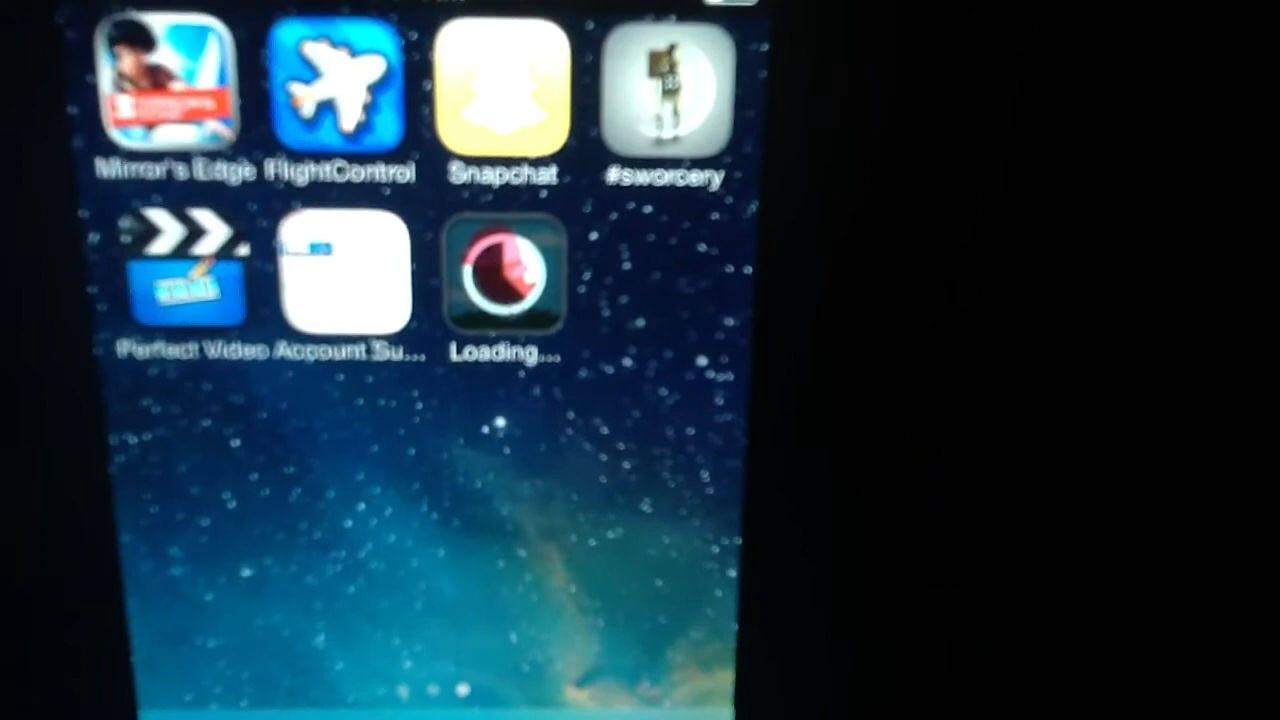 Mirror's Edge FlightControl Snapchat #sworcery
Perfect Video Account Su... Loading...